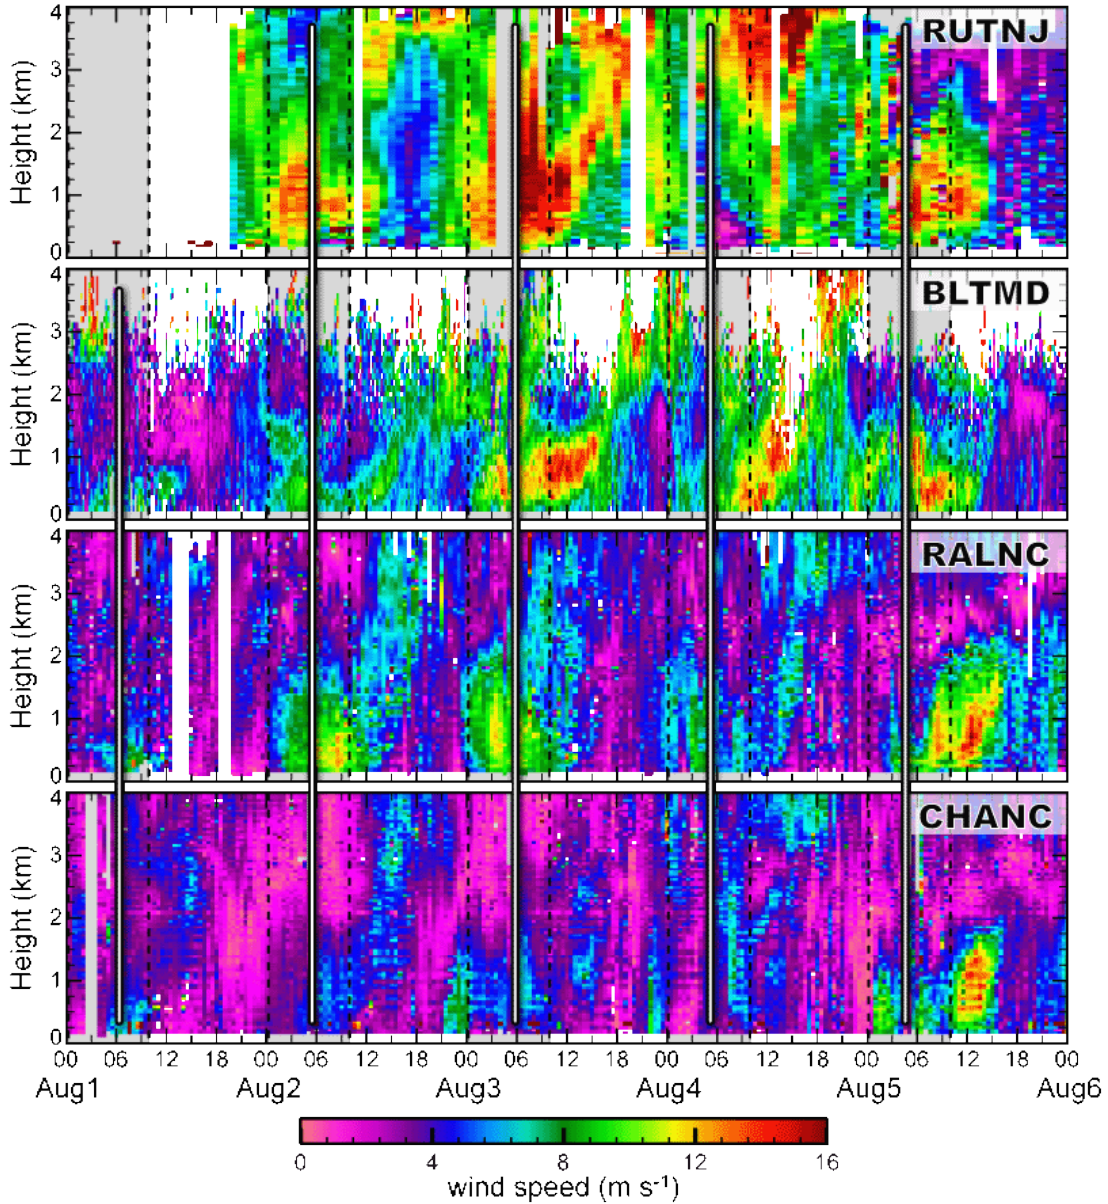 4
RUTNJ
3
Height (km)
2
1
0
4
BLTMD
3
Height (km)
2
1
0
4
RALNC
3
Height (km)
2
1
0
4
CHANC
3
Height (km)
2
1
0
00 06 12 18 00 06 12 18 00 06 12 18 00 06 12 18 00 06 12 18 00
Aug1 Aug2 Aug3 Aug4 Aug5 Aug6
0 4 8 12 16
wind speed (m s⁻¹)